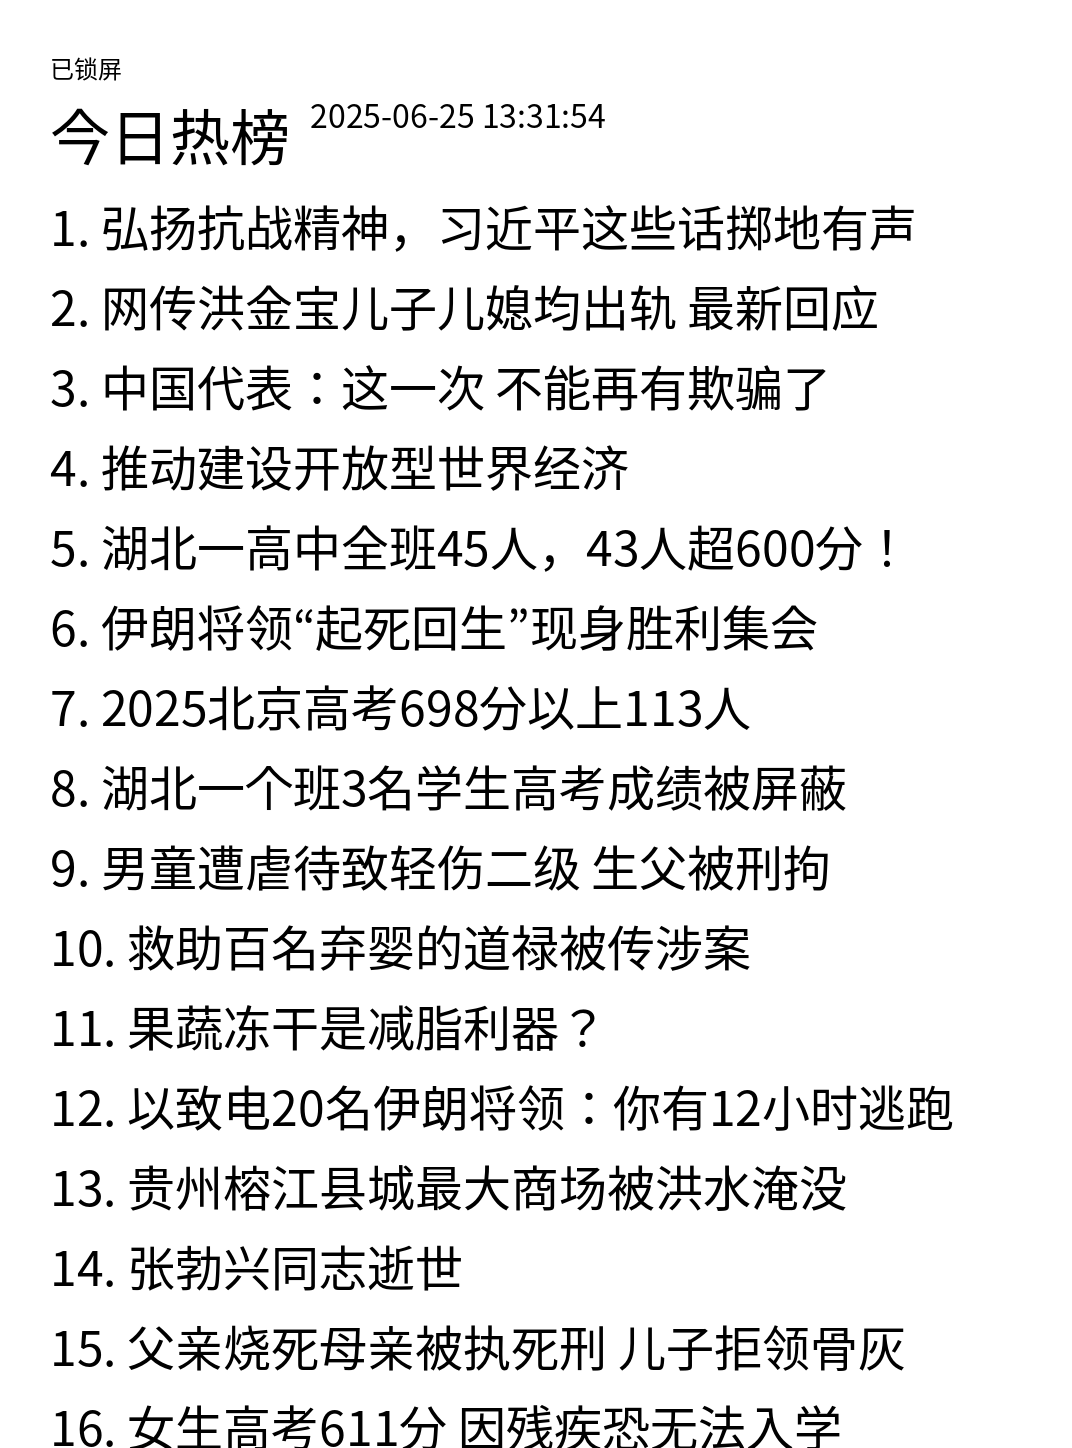 已锁屏
今日热榜 2025-06-25 13:31:54
1. 弘扬抗战精神，习近平这些话掷地有声
2. 网传洪金宝儿子儿媳均出轨 最新回应
3. 中国代表：这一次 不能再有欺骗了
4. 推动建设开放型世界经济
5. 湖北一高中全班45人，43人超600分！
6. 伊朗将领“起死回生”现身胜利集会
7. 2025北京高考698分以上113人
8. 湖北一个班3名学生高考成绩被屏蔽
9. 男童遭虐待致轻伤二级 生父被刑拘
10. 救助百名弃婴的道禄被传涉案
11. 果蔬冻干是减脂利器？
12. 以致电20名伊朗将领：你有12小时逃跑
13. 贵州榕江县城最大商场被洪水淹没
14. 张勃兴同志逝世
15. 父亲烧死母亲被执死刑 儿子拒领骨灰
16. 女生高考611分 因残疾恐无法入学